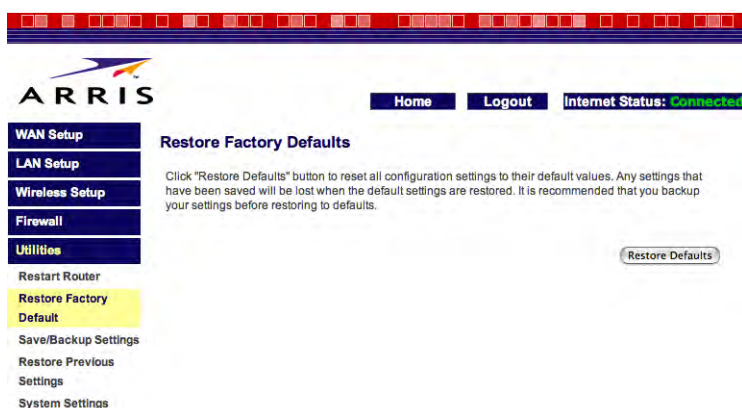 ARRIS
Home Logout Internet Status: Connected
WAN Setup
LAN Setup
Wireless Setup
Firewall
Utilities
Restart Router
Restore Factory
Default
Save/Backup Settings
Restore Previous
Settings
System Settings
Restore Factory Defaults
Click "Restore Defaults" button to reset all configuration settings to their default values. Any settings that
have been saved will be lost when the default settings are restored. It is recommended that you backup
your settings before restoring to defaults.
Restore Defaults